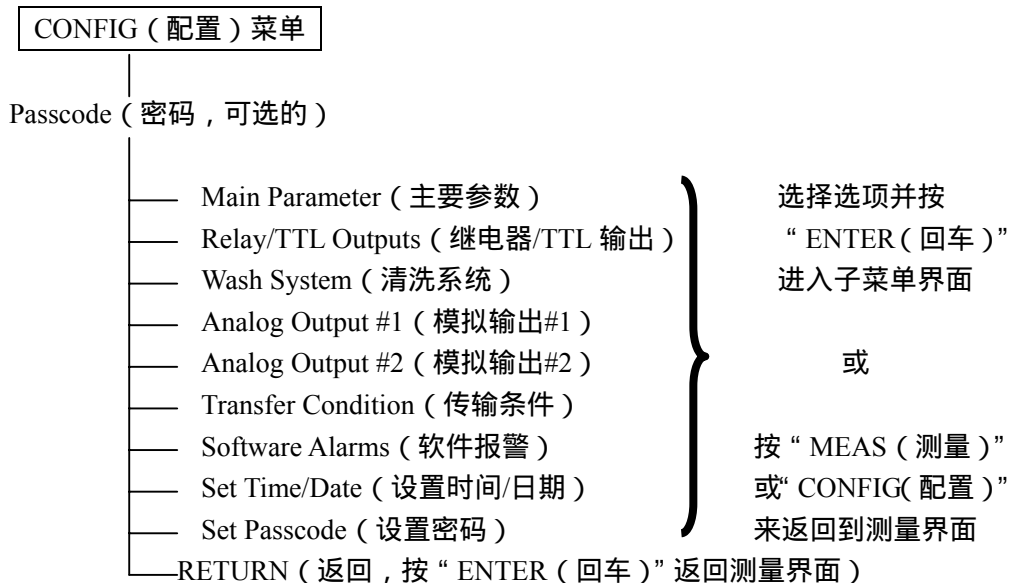 CONFIG（配置）菜单
Passcode（密码，可选的）
Main Parameter（主要参数） 选择选项并按
Relay/TTL Outputs（继电器/TTL 输出） “ENTER（回车）”
Wash System（清洗系统） 进入子菜单界面
Analog Output #1（模拟输出#1）
Analog Output #2（模拟输出#2） 或
Transfer Condition（传输条件）
Software Alarms（软件报警） 按“MEAS（测量）”
Set Time/Date（设置时间/日期） 或“CONFIG（配置）”
Set Passcode（设置密码） 来返回到测量界面
RETURN（返回，按“ENTER（回车）”返回测量界面）